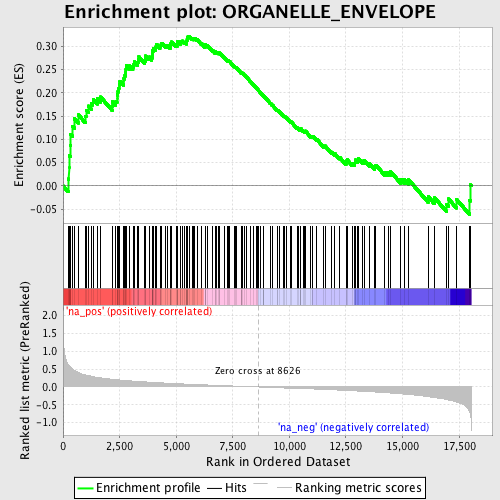 Enrichment plot: ORGANELLE_ENVELOPE
Enrichment score (ES)
0.30
0.25
0.20
0.15
0.10
0.05
0.00
-0.05
'na_pos' (positively correlated)
Ranked list metric (PreRanked)
2.0
1.5
1.0
0.5
0.0
-0.5
-1.0
Zero cross at 8626
'na_neg' (negatively correlated)
0 2,500 5,000 7,500 10,000 12,500 15,000 17,500
Rank in Ordered Dataset
Enrichment profile Hits Ranking metric scores